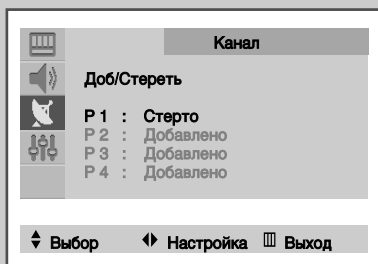 Канал
Доб/Стереть
P 1 : Стерто
P 2 : Добавлено
P 3 : Добавлено
P 4 : Добавлено
Выбор Настройка Выход